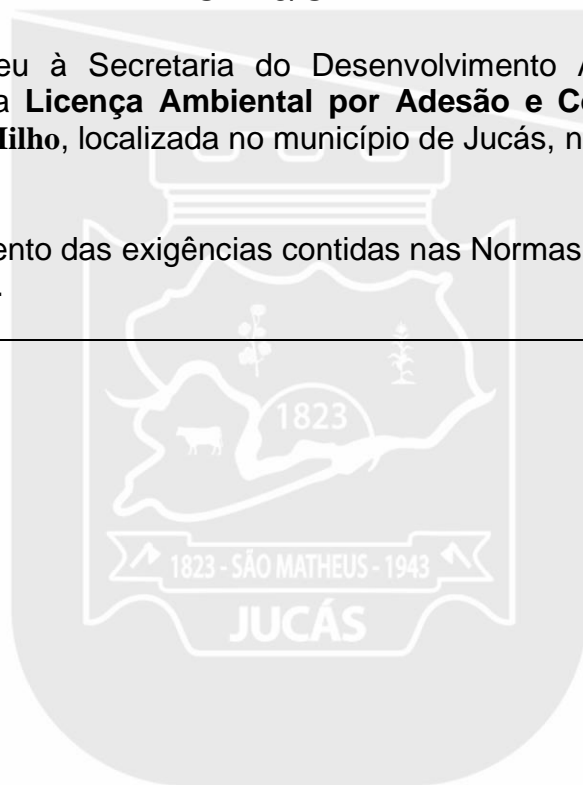 eu à Secretaria do Desenvolvimento A
a Licença Ambiental por Adesão e Co
Milho, localizada no município de Jucás, n
ento das exigências contidas nas Normas
.
1823
1823 - SÃO MATHEUS - 1943
JUCÁS